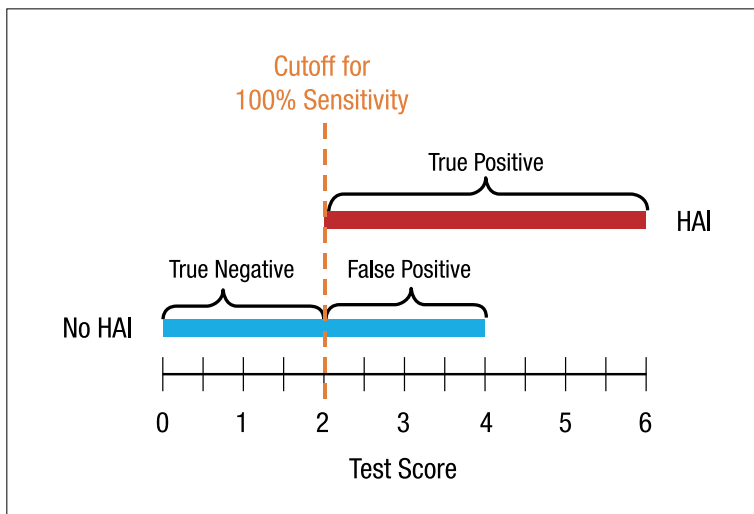 Cutoff for
100% Sensitivity
True Positive
HAI
True Negative False Positive
No HAI
0 1 2 3 4 5 6
Test Score